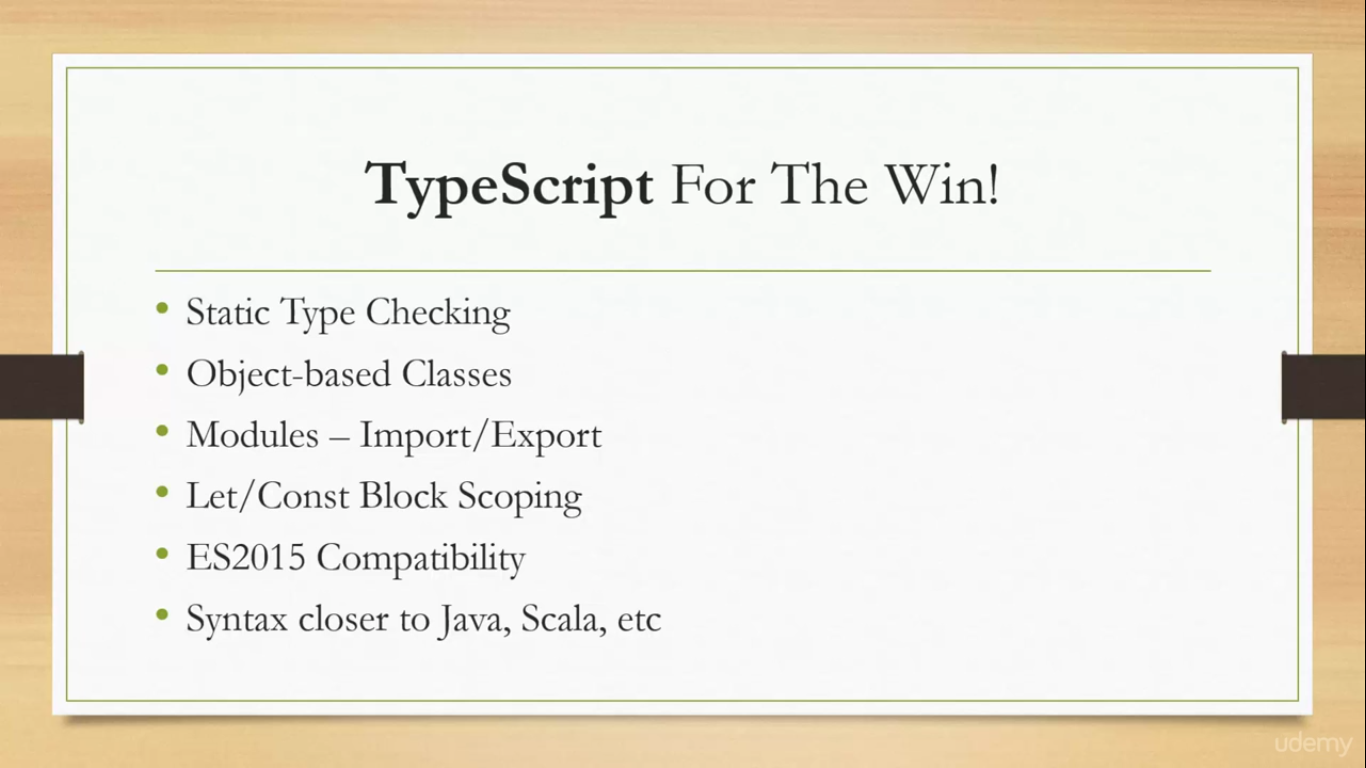 TypeScript For The Win!
• Static Type Checking
• Object-based Classes
• Modules – Import/Export
• Let/Const Block Scoping
• ES2015 Compatibility
• Syntax closer to Java, Scala, etc
udemy